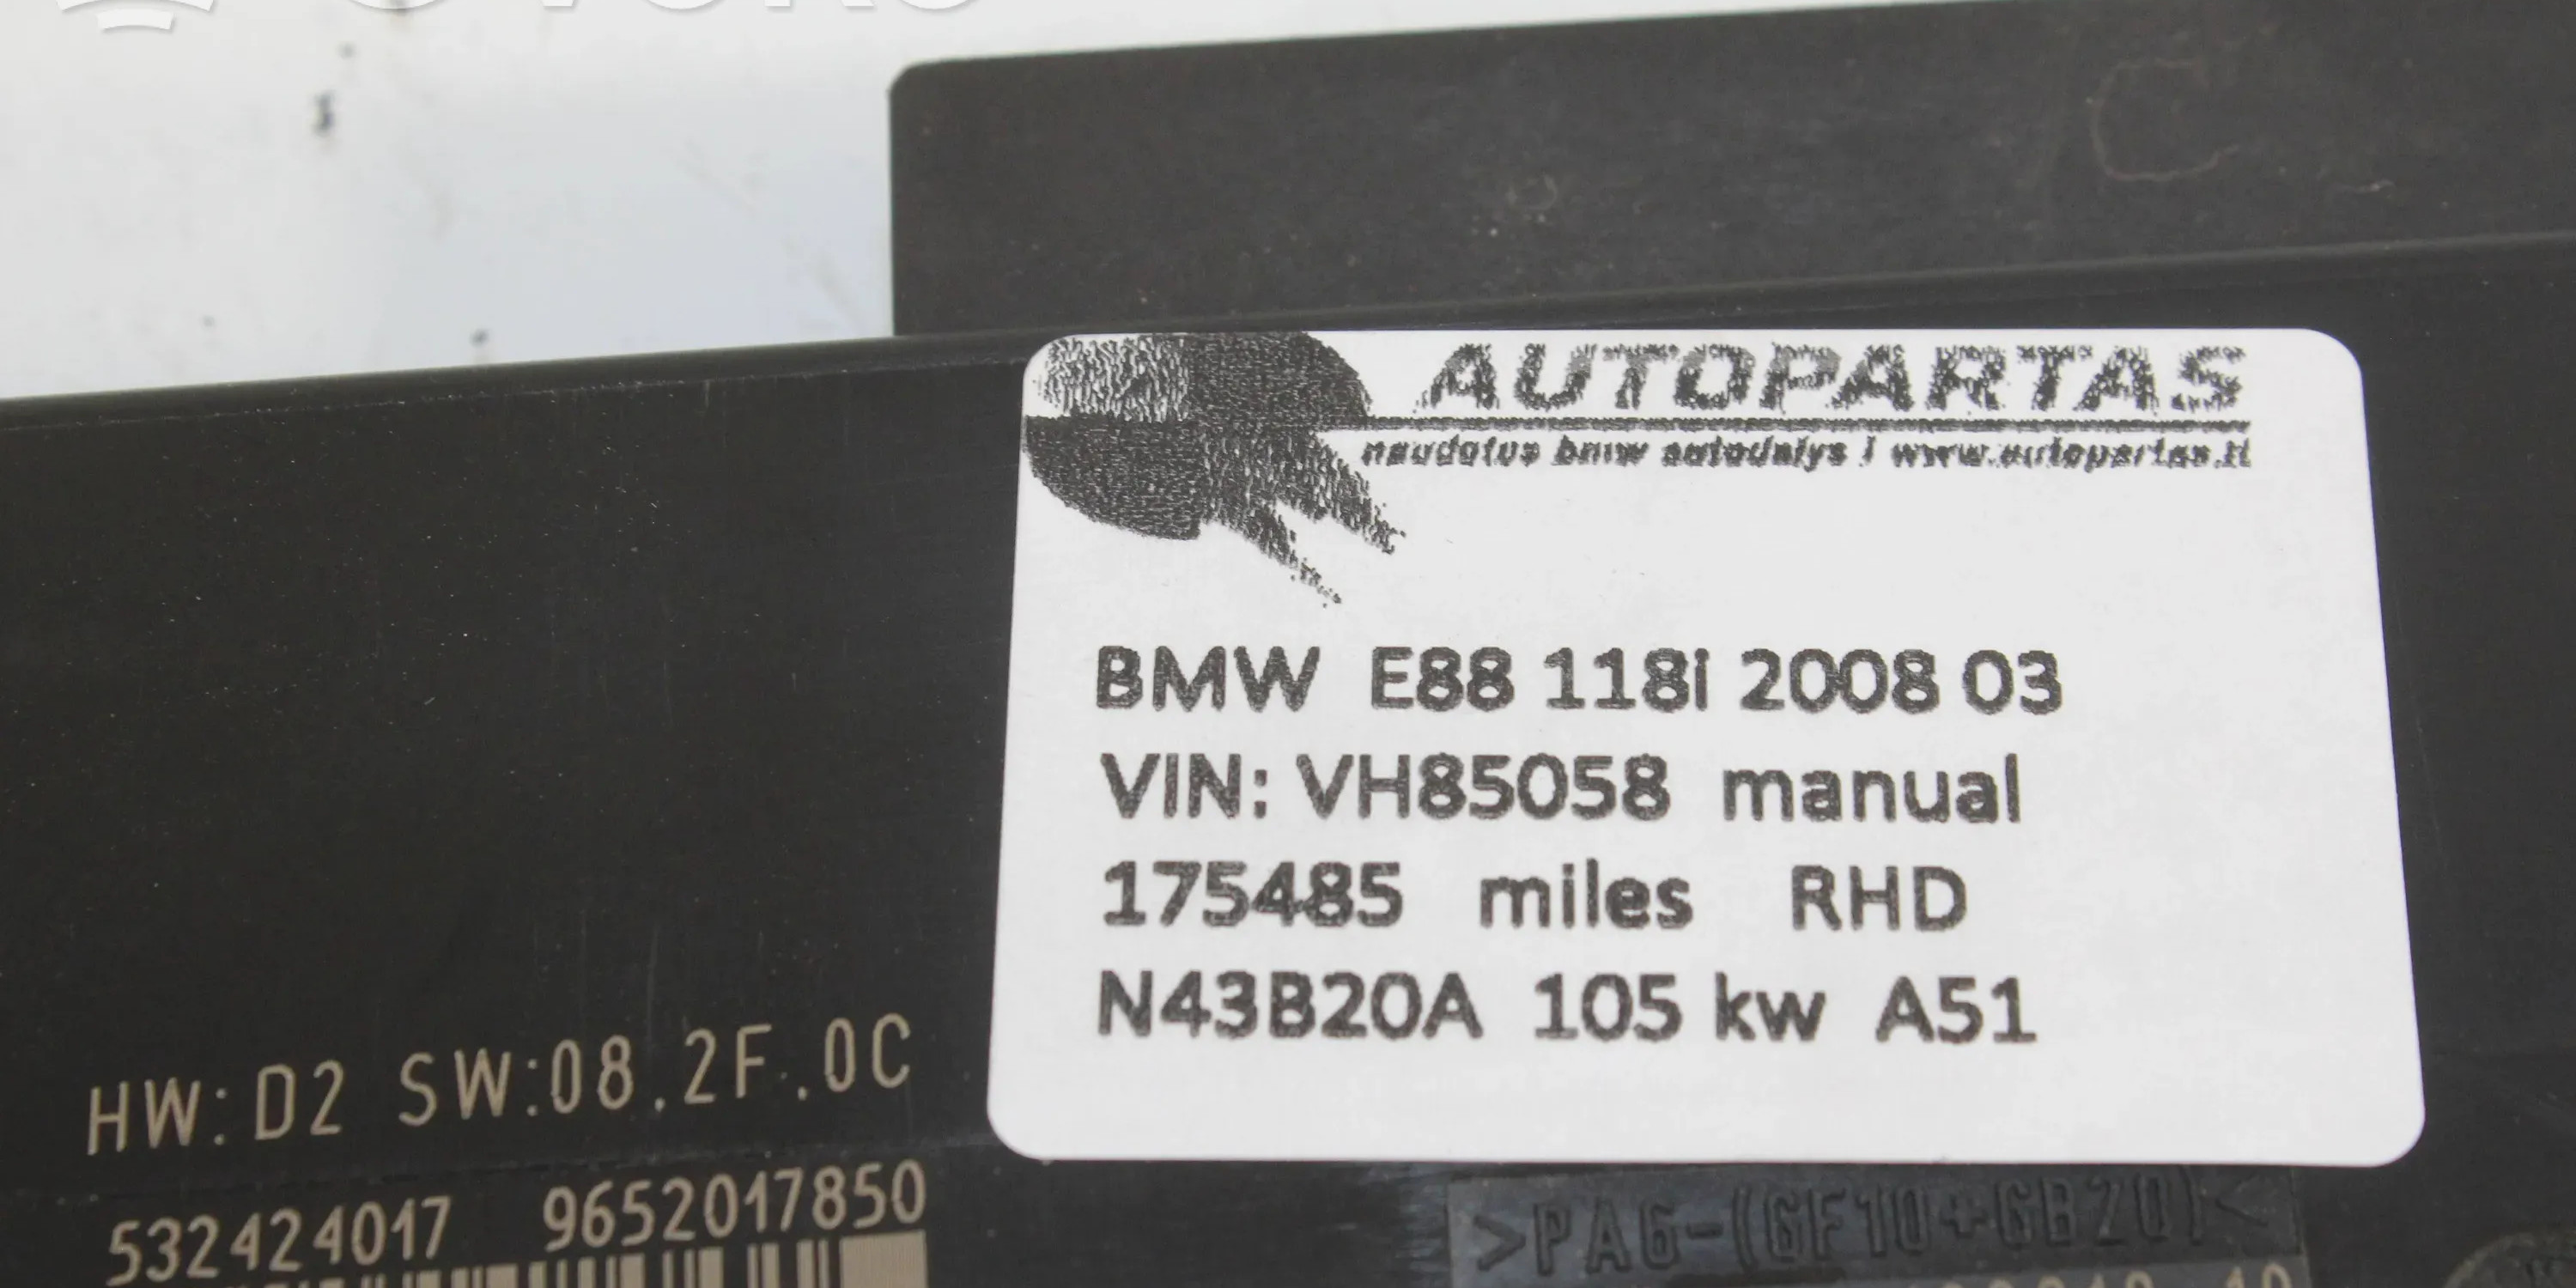 AUTOPARTAS
naudotos bmw autodalys | www.autopartas.lt
BMW E88 118i 2008 03
VIN: VH85058 manual
175485 miles RHD
N43B20A 105 kw A51
HW: D2 SW:08.2F.0C
532424017 9652017850
>PA6-(GF10+GB20)<